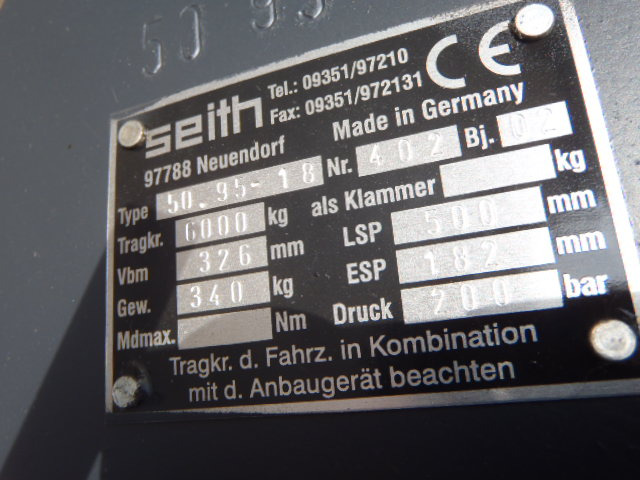 50 95
seith Tel.: 09351/97210 CE
Fax: 09351/972131
97788 Neuendorf Made in Germany
Type 50.95-18 Nr. 402 Bj. 02
Tragkr. 6000 kg als Klammer kg
Vbm 326 mm LSP 500 mm
Gew. 340 kg ESP 182 mm
Mdmax. Nm Druck 200 bar
Tragkr. d. Fahrz. in Kombination
mit d. Anbaugerät beachten